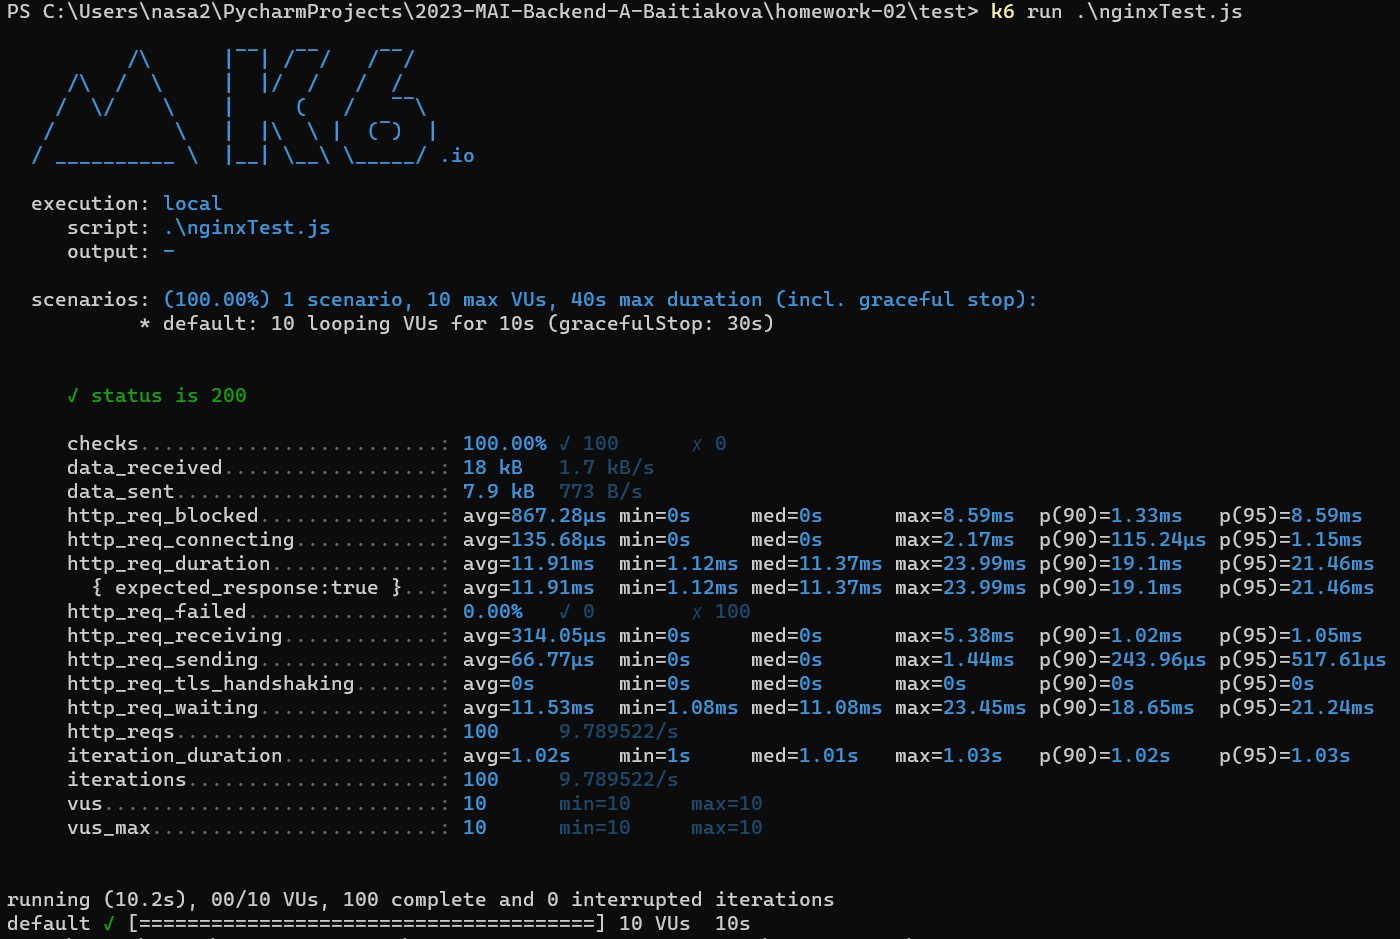 PS C:\Users\nasa2\PycharmProjects\2023-MAI-Backend-A-Baitiakova\homework-02\test> k6 run .\nginxTest.js
          /\      |‾‾| /‾‾/   /‾‾/
     /\  /  \     |  |/  /   /  /
    /  \/    \    |     (   /   ‾‾\
   /          \   |  |\  \ |  (‾)  |
  / __________ \  |__| \__\ \_____/ .io
  execution: local
     script: .\nginxTest.js
     output: -
  scenarios: (100.00%) 1 scenario, 10 max VUs, 40s max duration (incl. graceful stop):
           * default: 10 looping VUs for 10s (gracefulStop: 30s)
     ✓ status is 200
     checks.........................: 100.00% ✓ 100      ✗ 0
     data_received..................: 18 kB   1.7 kB/s
     data_sent......................: 7.9 kB  773 B/s
     http_req_blocked...............: avg=867.28µs min=0s     med=0s      max=8.59ms  p(90)=1.33ms   p(95)=8.59ms
     http_req_connecting............: avg=135.68µs min=0s     med=0s      max=2.17ms  p(90)=115.24µs p(95)=1.15ms
     http_req_duration..............: avg=11.91ms  min=1.12ms med=11.37ms max=23.99ms p(90)=19.1ms   p(95)=21.46ms
       { expected_response:true }...: avg=11.91ms  min=1.12ms med=11.37ms max=23.99ms p(90)=19.1ms   p(95)=21.46ms
     http_req_failed................: 0.00%   ✓ 0        ✗ 100
     http_req_receiving.............: avg=314.05µs min=0s     med=0s      max=5.38ms  p(90)=1.02ms   p(95)=1.05ms
     http_req_sending...............: avg=66.77µs  min=0s     med=0s      max=1.44ms  p(90)=243.96µs p(95)=517.61µs
     http_req_tls_handshaking.......: avg=0s       min=0s     med=0s      max=0s      p(90)=0s       p(95)=0s
     http_req_waiting...............: avg=11.53ms  min=1.08ms med=11.08ms max=23.45ms p(90)=18.65ms  p(95)=21.24ms
     http_reqs......................: 100     9.789522/s
     iteration_duration.............: avg=1.02s    min=1s     med=1.01s   max=1.03s   p(90)=1.02s    p(95)=1.03s
     iterations.....................: 100     9.789522/s
     vus............................: 10      min=10     max=10
     vus_max........................: 10      min=10     max=10
running (10.2s), 00/10 VUs, 100 complete and 0 interrupted iterations
default ✓ [======================================] 10 VUs  10s